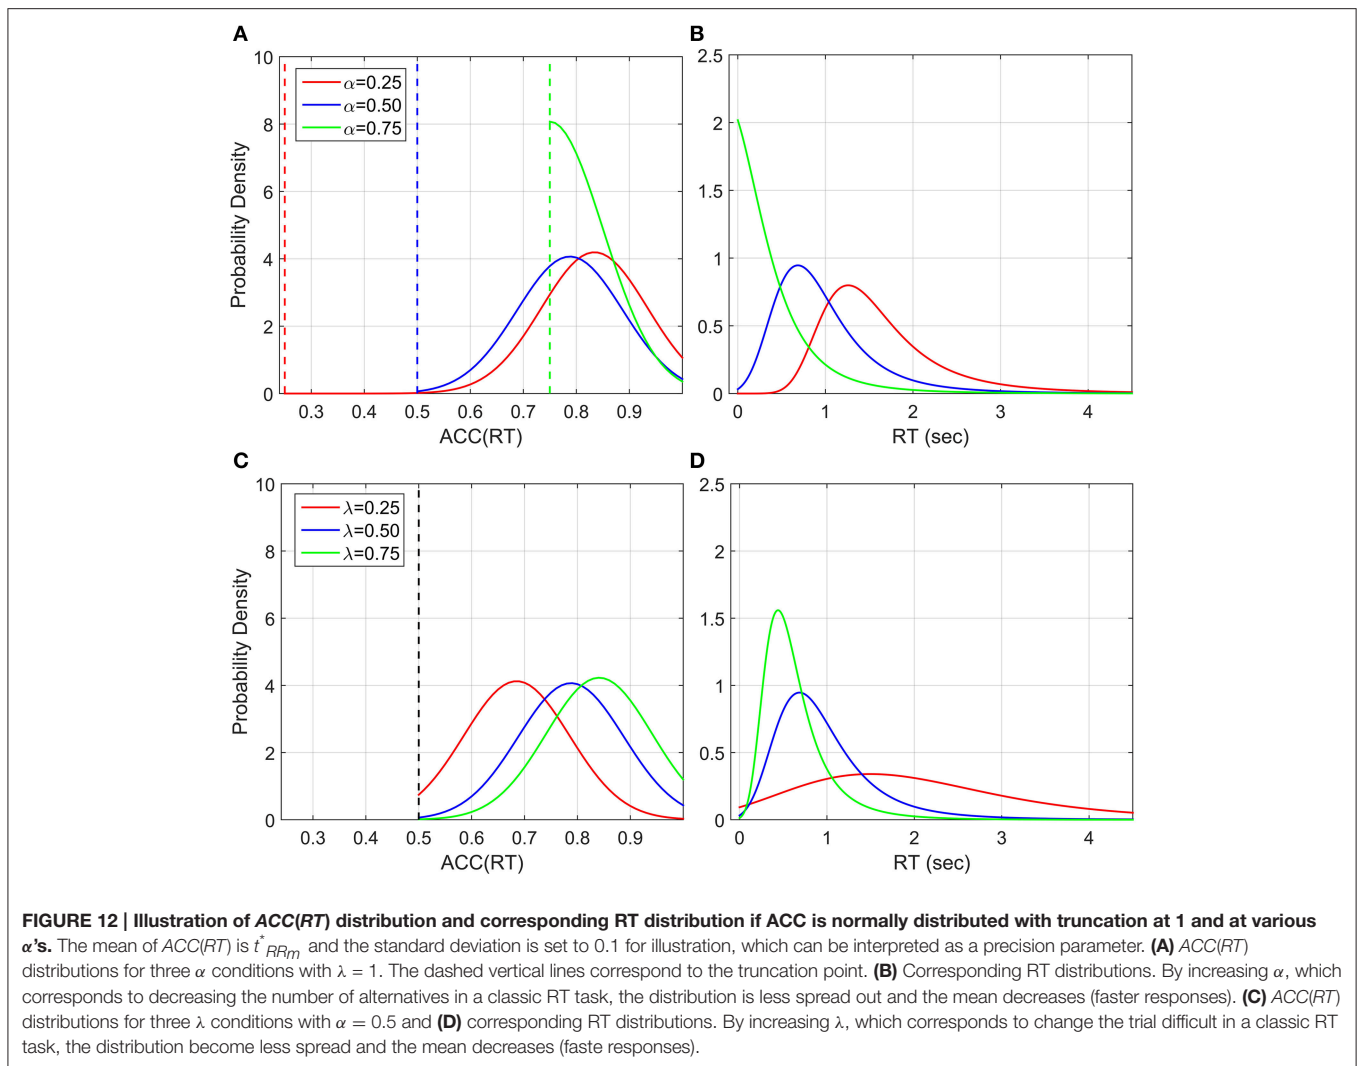 A
B
10
8
6
4
2
0
Probability Density
α=0.25
α=0.50
α=0.75
0.3 0.4 0.5 0.6 0.7 0.8 0.9
ACC(RT)
2.5
2
1.5
1
0.5
0
0 1 2 3 4
RT (sec)
C
D
10
8
6
4
2
0
Probability Density
λ=0.25
λ=0.50
λ=0.75
0.3 0.4 0.5 0.6 0.7 0.8 0.9
ACC(RT)
2.5
2
1.5
1
0.5
0
0 1 2 3 4
RT (sec)
FIGURE 12 | Illustration of ACC(RT) distribution and corresponding RT distribution if ACC is normally distributed with truncation at 1 and at various
α's. The mean of ACC(RT) is t*RRm and the standard deviation is set to 0.1 for illustration, which can be interpreted as a precision parameter. (A) ACC(RT)
distributions for three α conditions with λ = 1. The dashed vertical lines correspond to the truncation point. (B) Corresponding RT distributions. By increasing α, which
corresponds to decreasing the number of alternatives in a classic RT task, the distribution is less spread out and the mean decreases (faster responses). (C) ACC(RT)
distributions for three λ conditions with α = 0.5 and (D) corresponding RT distributions. By increasing λ, which corresponds to change the trial difficult in a classic RT
task, the distribution become less spread and the mean decreases (faste responses).